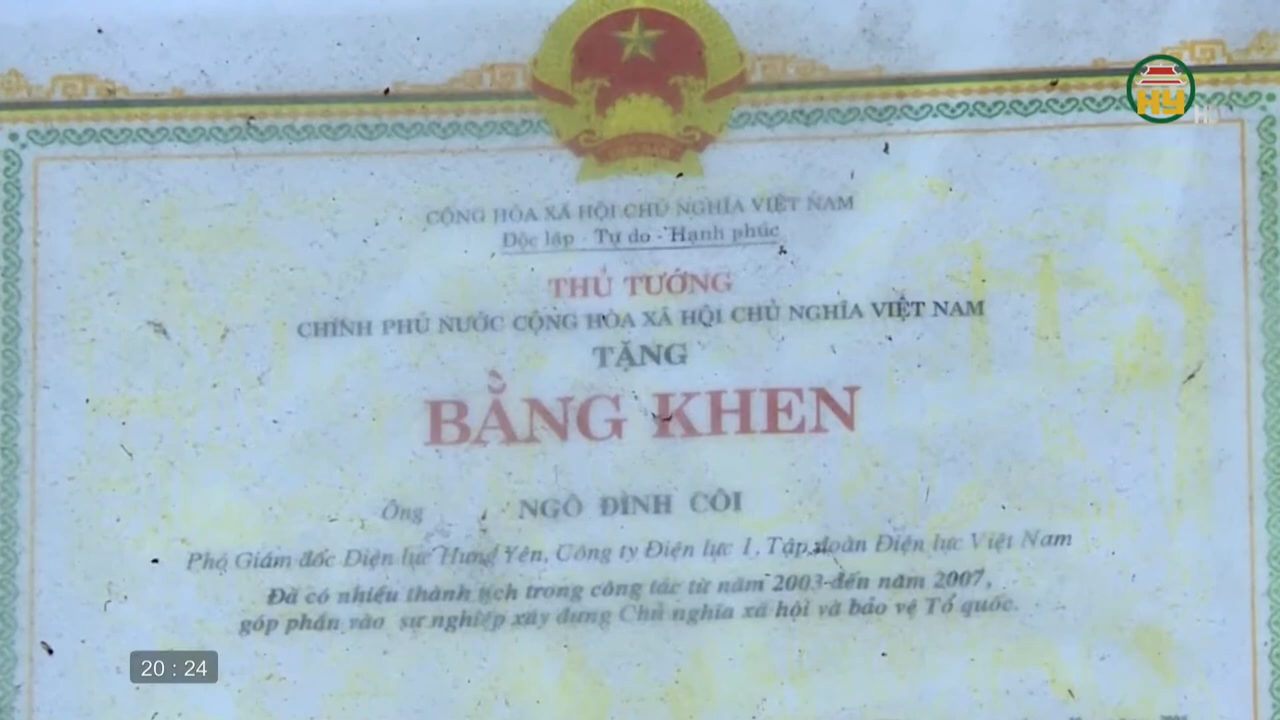 HY
HD
CỘNG HÒA XÃ HỘI CHỦ NGHĨA VIỆT NAM
Độc lập - Tự do - Hạnh phúc
THỦ TƯỚNG
CHÍNH PHỦ NƯỚC CỘNG HÒA XÃ HỘI CHỦ NGHĨA VIỆT NAM
TẶNG
BẰNG KHEN
Ông NGÔ ĐÌNH CÔI
Phó Giám đốc Điện lực Hưng Yên, Công ty Điện lực 1, Tập đoàn Điện lực Việt Nam
Đã có nhiều thành tích trong công tác từ năm 2003-đến năm 2007,
góp phần vào sự nghiệp xây dựng Chủ nghĩa xã hội và bảo vệ Tổ quốc.
20 : 24